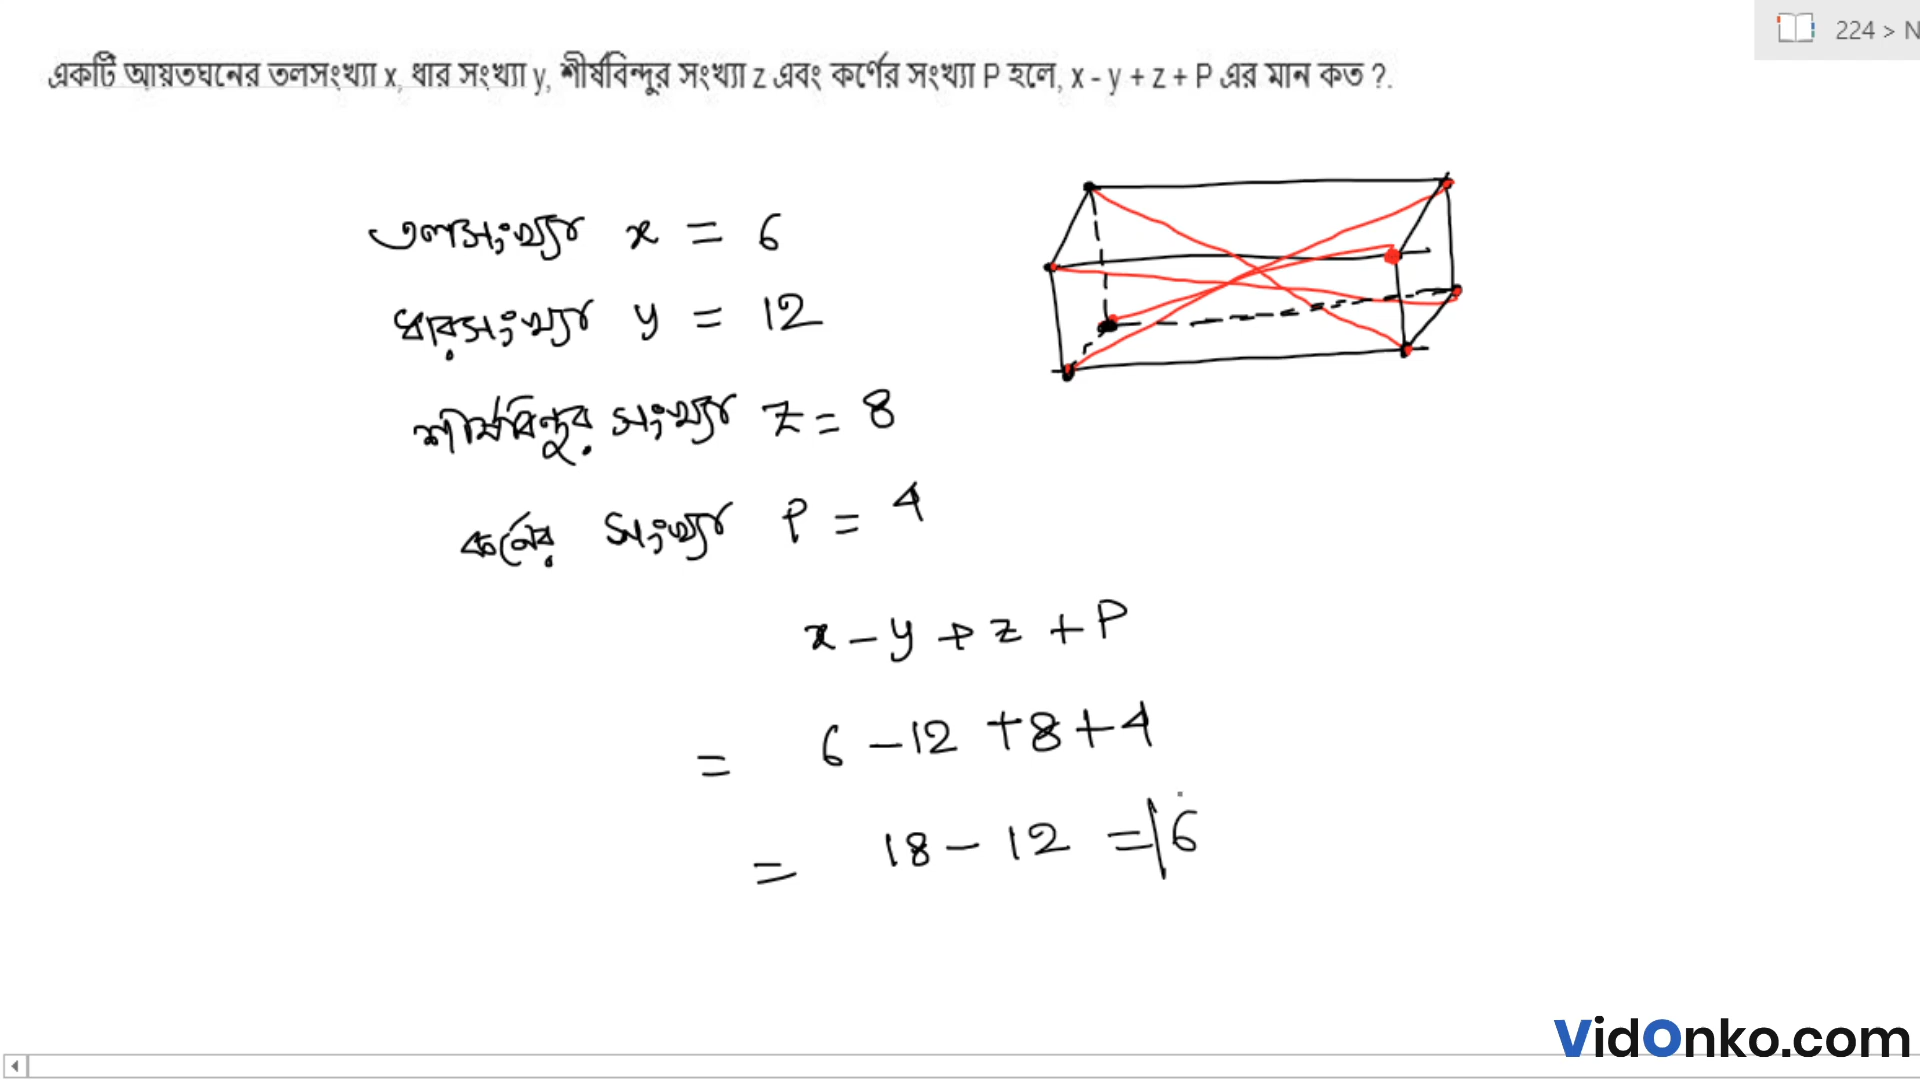 224 > N
একটি আয়তঘনের তলসংখ্যা x, ধার সংখ্যা y, শীর্ষবিন্দুর সংখ্যা z এবং কর্ণের সংখ্যা P হলে, x - y + z + P এর মান কত ?.
তলসংখ্যা x = 6
ধারসংখ্যা y = 12
শীর্ষবিন্দুর সংখ্যা z = 8
কর্নের সংখ্যা P = 4
x - y + z + P
= 6 - 12 + 8 + 4
= 18 - 12 = 6
VidOnko.com